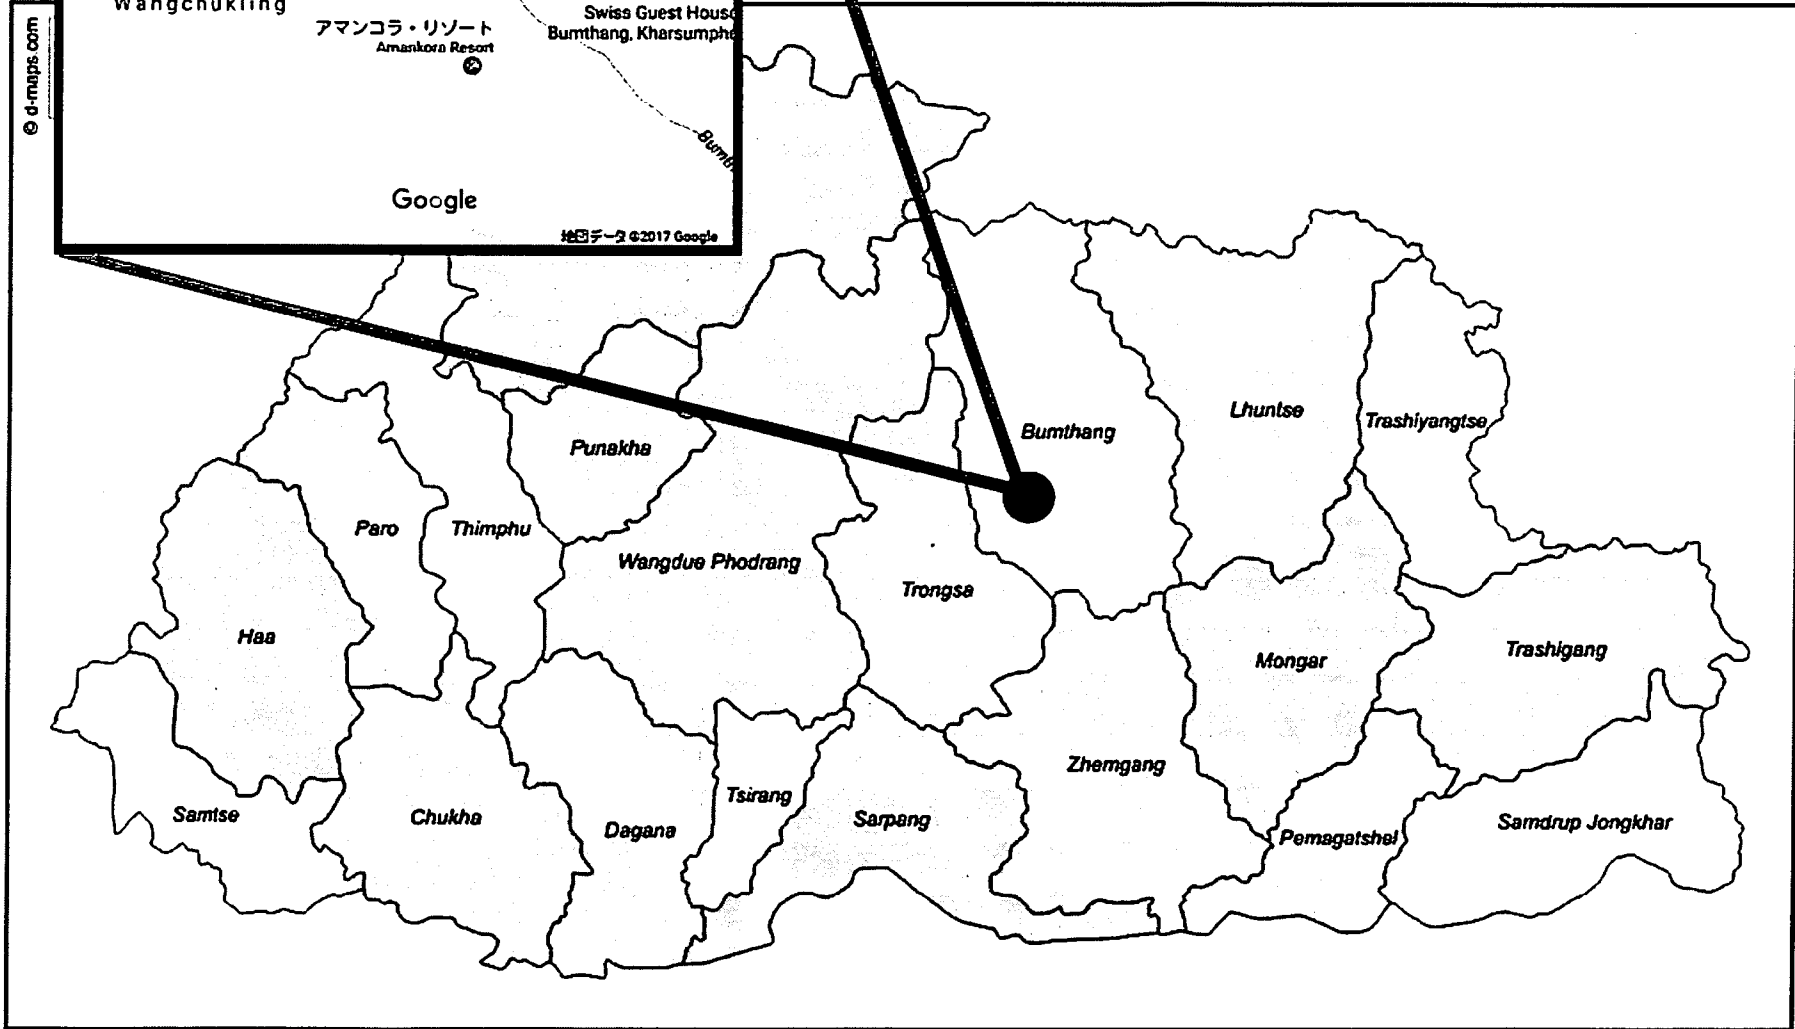 Wangchukling
アマンコラ・リゾート
Amankora Resort
Swiss Guest House
Bumthang, Kharsumphe
© d-maps.com
Bumth
Google
地図データ ©2017 Google
Bumthang
Lhuntse
Trashiyangtse
Punakha
Paro
Thimphu
Wangdue Phodrang
Trongsa
Haa
Mongar
Trashigang
Zhemgang
Samtse
Chukha
Dagana
Tsirang
Sarpang
Pemagatshel
Samdrup Jongkhar